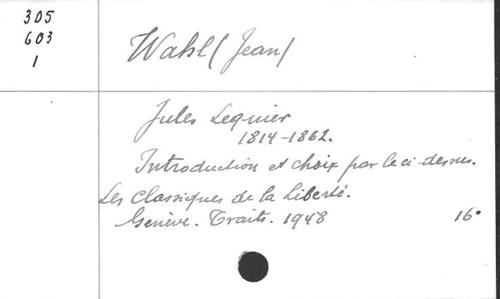 305
603
1
Wahl (Jean)
Jules Lequier
1814-1862.
Introduction et choix par le ci-dessus.
Les Classiques de la Liberté.
Genève. Traits. 1948 16°